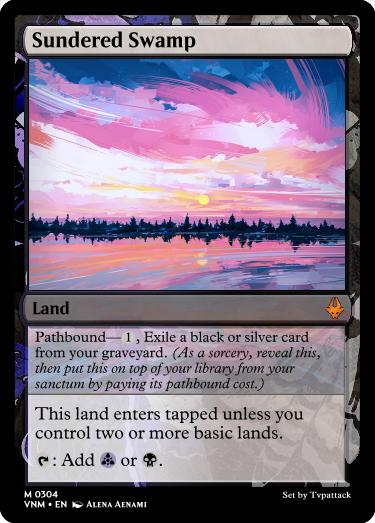 Sundered Swamp
Land
Pathbound—1, Exile a black or silver card
from your graveyard. (As a sorcery, reveal this,
then put this on top of your library from your
sanctum by paying its pathbound cost.)
This land enters tapped unless you
control two or more basic lands.
: Add or .
M 0304
VNM • EN Alena Aenami
Set by Tvpattack